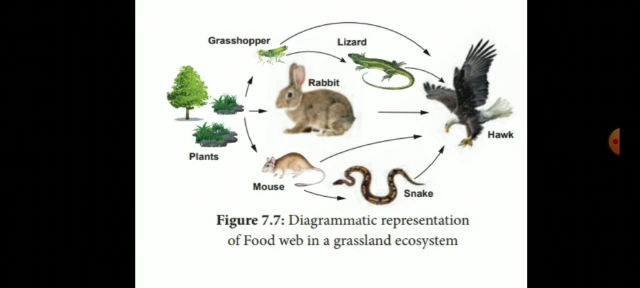 Grasshopper
Lizard
Rabbit
Hawk
Plants
Mouse
Snake
Figure 7.7: Diagrammatic representation
of Food web in a grassland ecosystem